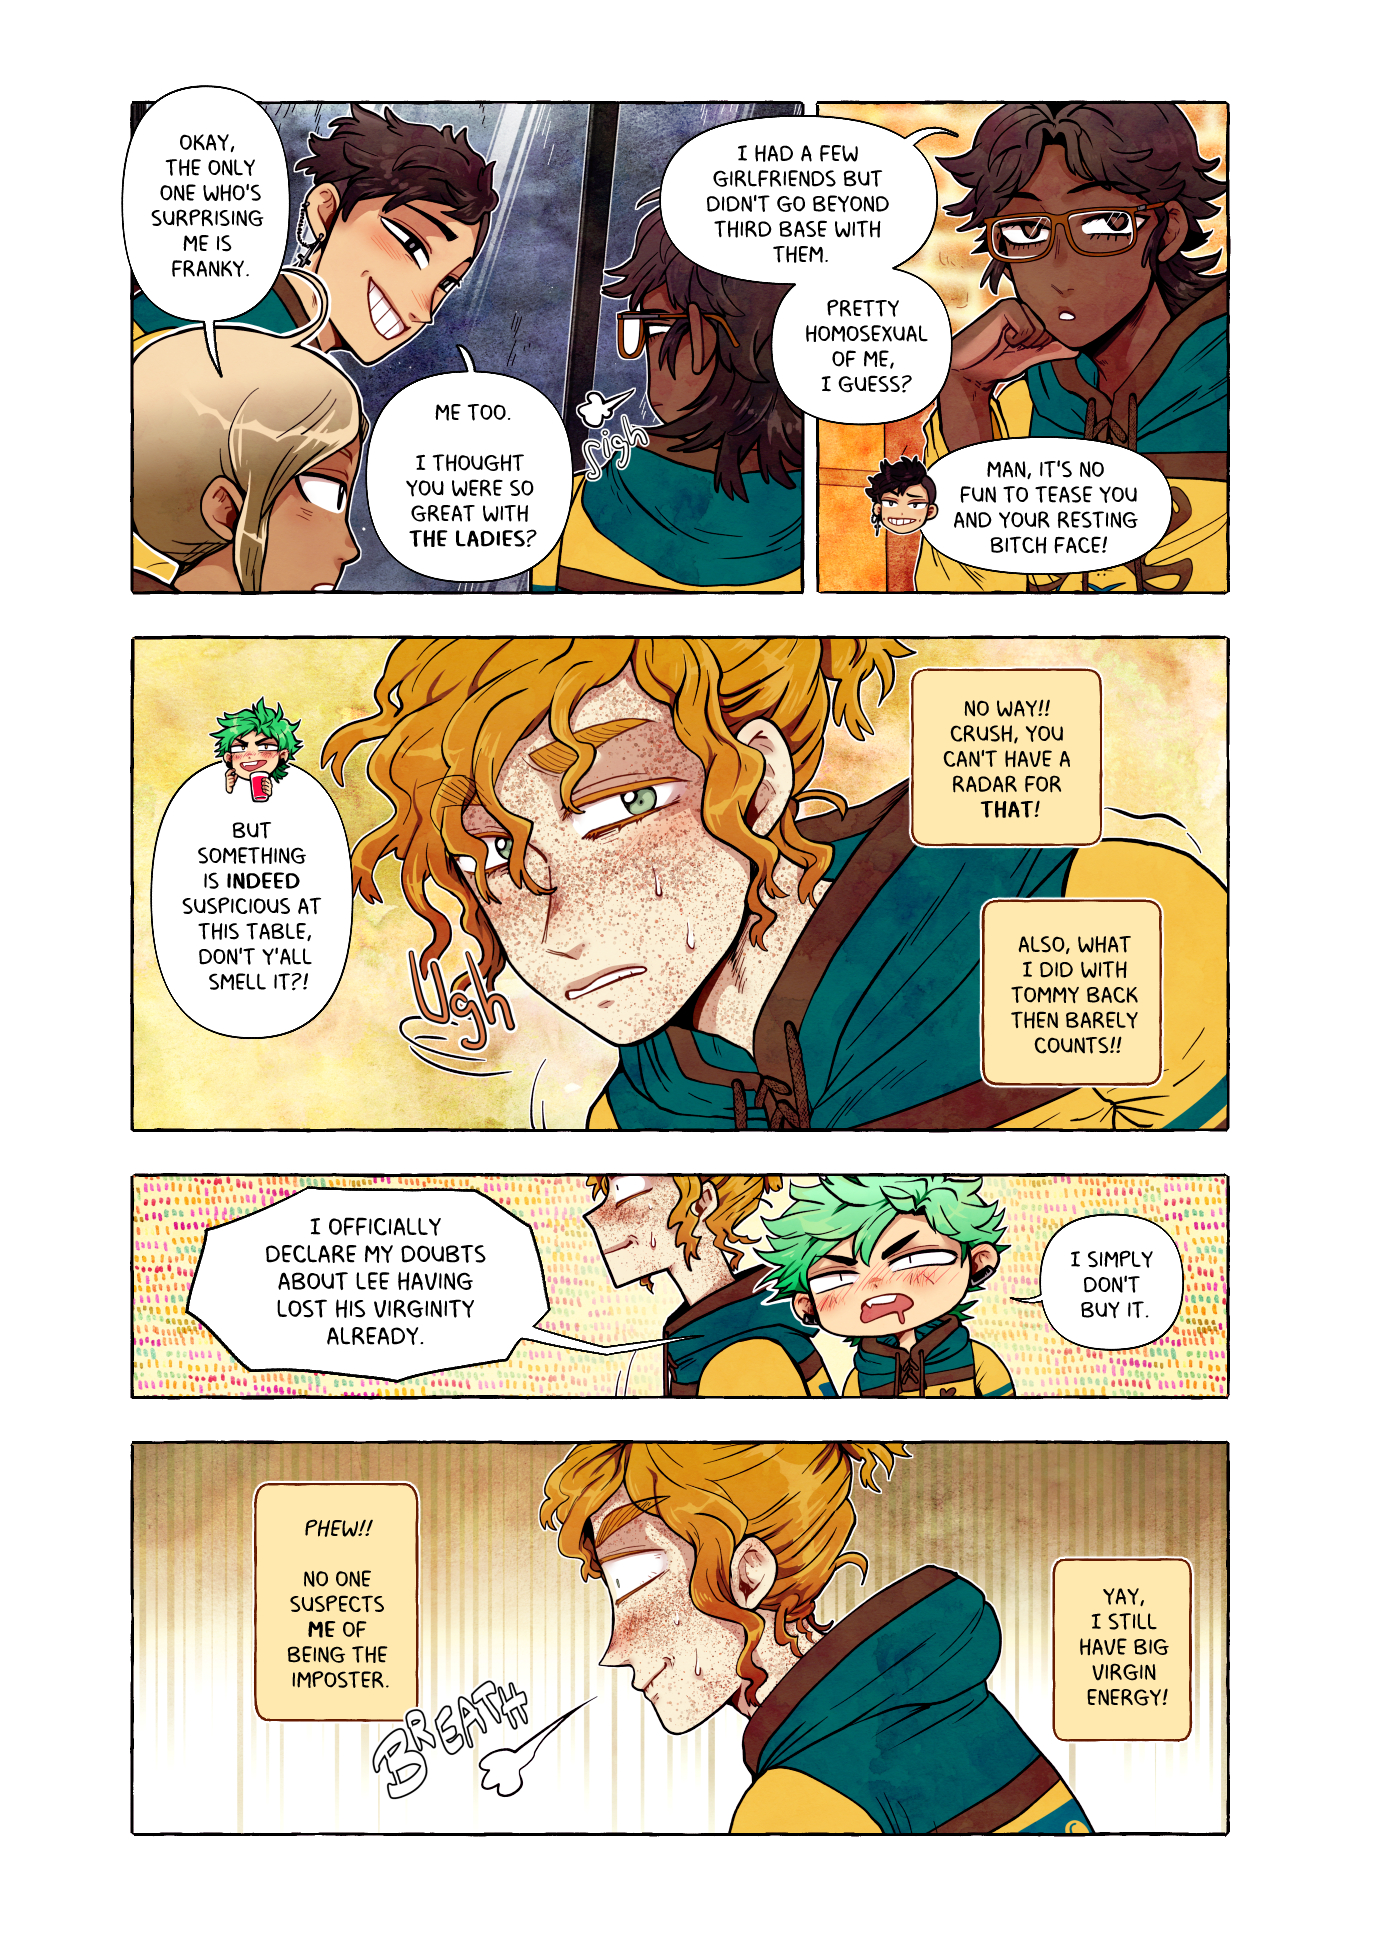 OKAY,
THE ONLY
ONE WHO'S
SURPRISING
ME IS
FRANKY.
ME TOO.
I THOUGHT
YOU WERE SO
GREAT WITH
THE LADIES?
Sigh
I HAD A FEW
GIRLFRIENDS BUT
DIDN'T GO BEYOND
THIRD BASE WITH
THEM.
PRETTY
HOMOSEXUAL
OF ME,
I GUESS?
MAN, IT'S NO
FUN TO TEASE YOU
AND YOUR RESTING
BITCH FACE!
BUT
SOMETHING
IS INDEED
SUSPICIOUS AT
THIS TABLE,
DON'T Y'ALL
SMELL IT?!
Ugh
NO WAY!!
CRUSH, YOU
CAN'T HAVE A
RADAR FOR
THAT!
ALSO, WHAT
I DID WITH
TOMMY BACK
THEN BARELY
COUNTS!!
I OFFICIALLY
DECLARE MY DOUBTS
ABOUT LEE HAVING
LOST HIS VIRGINITY
ALREADY.
I SIMPLY
DON'T
BUY IT.
PHEW!!
NO ONE
SUSPECTS
ME OF
BEING THE
IMPOSTER.
BREATH
YAY,
I STILL
HAVE BIG
VIRGIN
ENERGY!